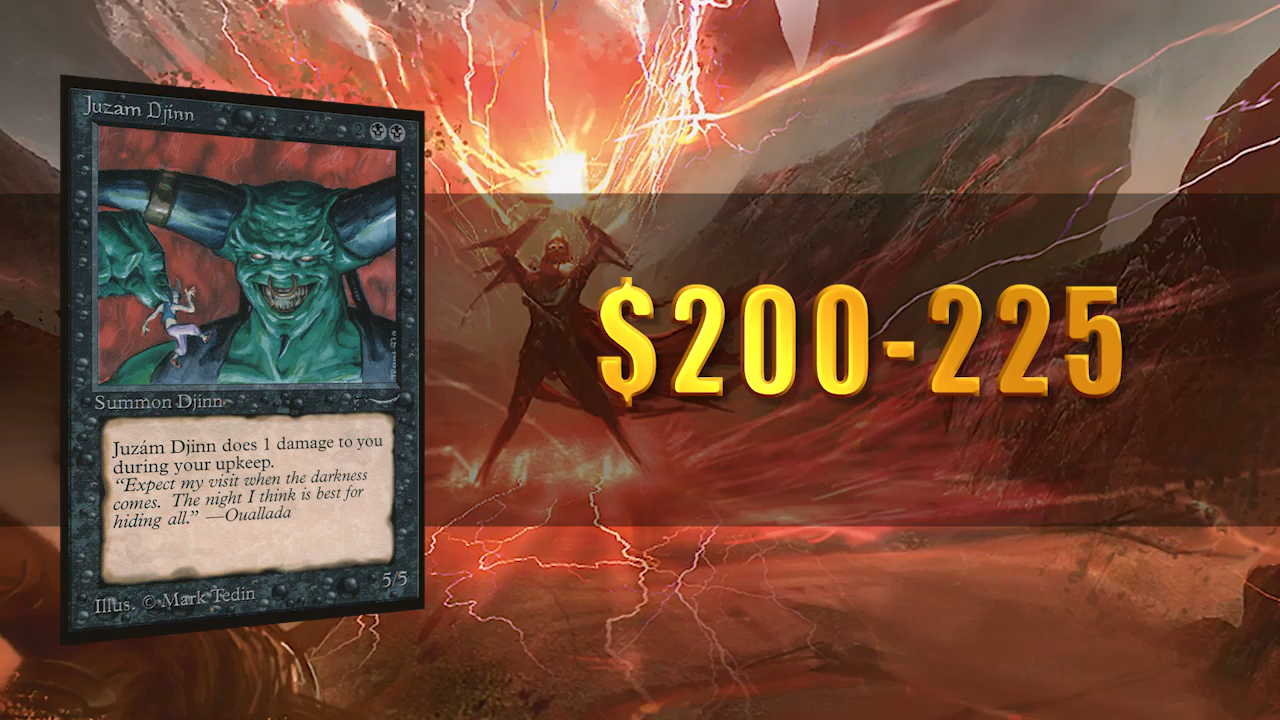 Juzam Djinn
2
Summon Djinn
Juzám Djinn does 1 damage to you
during your upkeep.
“Expect my visit when the darkness
comes. The night I think is best for
hiding all.” —Ouallada
5/5
Illus. © Mark Tedin
$200-225